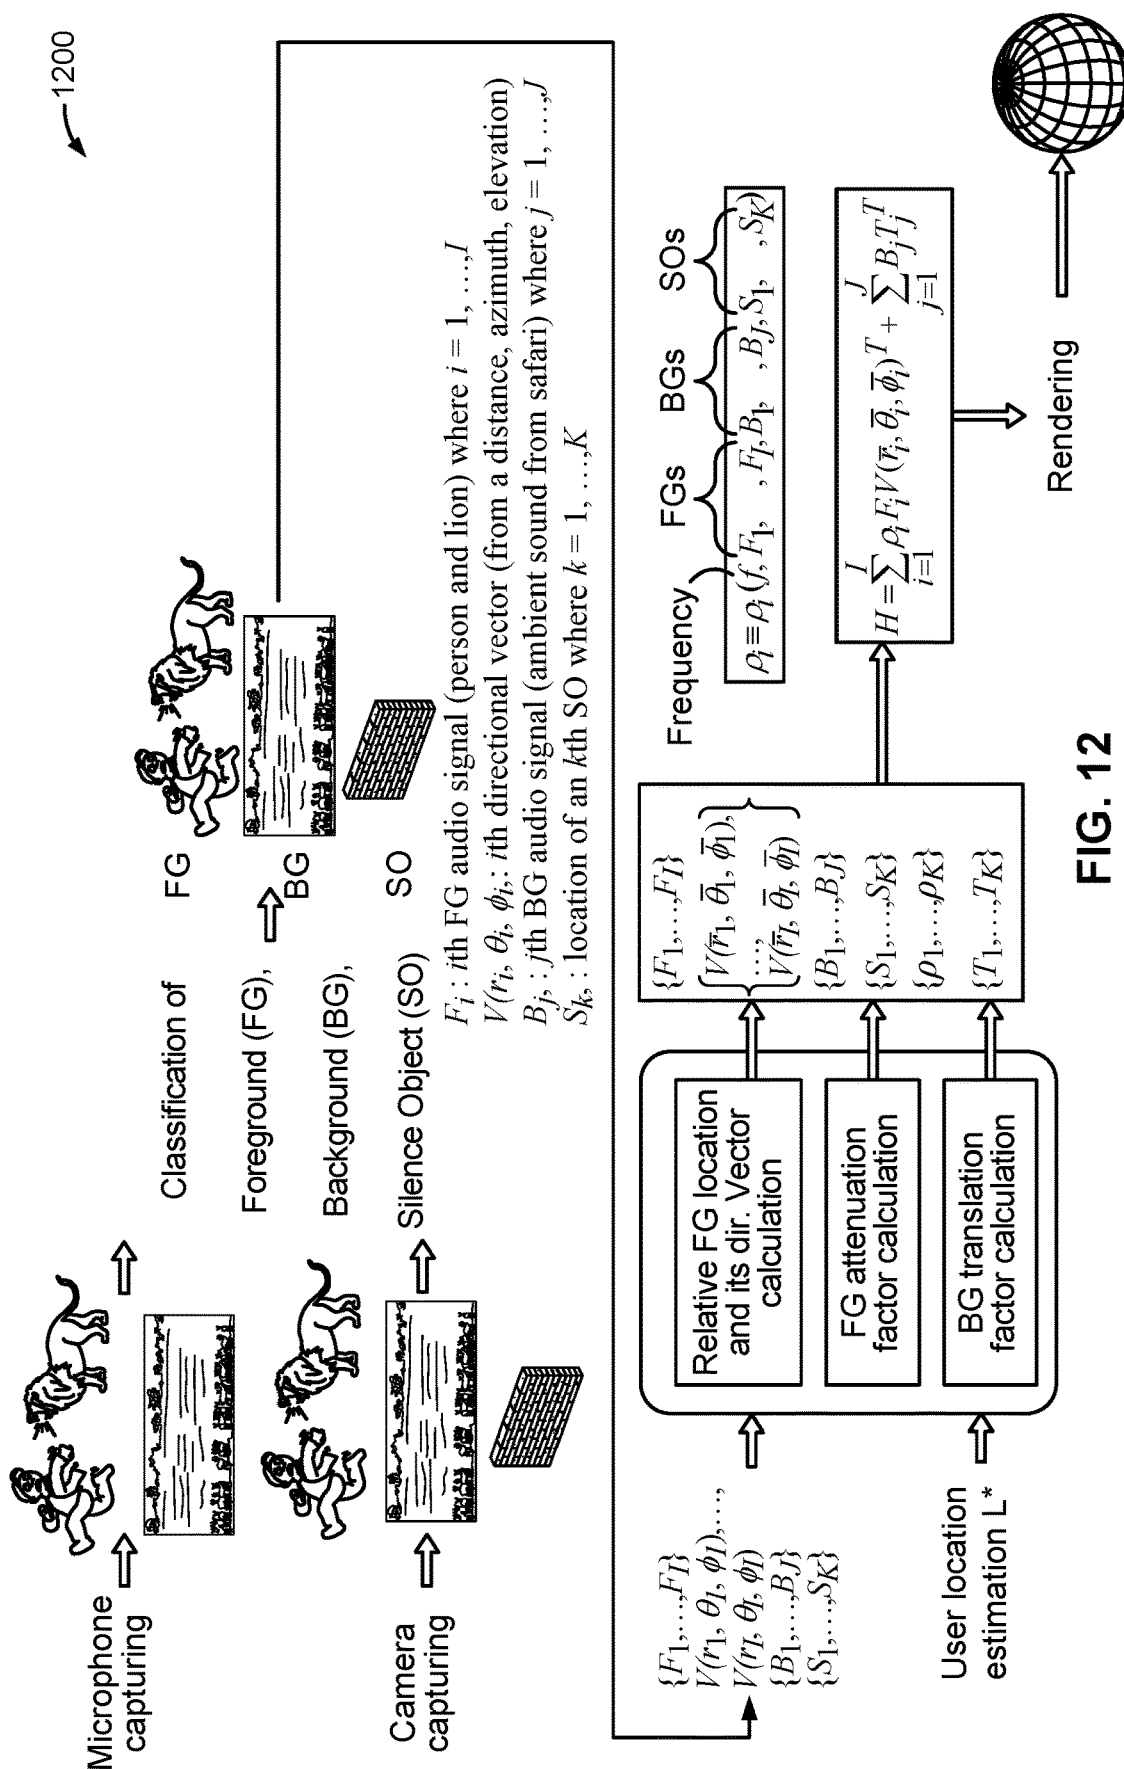 1200
Microphone
capturing
Camera
capturing
Classification of
Foreground (FG),
Background (BG),
Silence Object (SO)
FG
BG
SO
F_i : ith FG audio signal (person and lion) where i = 1, …,I
V(r_i, θ_i, ϕ_i,: ith directional vector (from a distance, azimuth, elevation)
B_j, : jth BG audio signal (ambient sound from safari) where j = 1, …,J
S_k, : location of an kth SO where k = 1, …,K
{F_1,…,F_I}
V(r_1, θ_I, ϕ_I),…,
V(r_I, θ_I, ϕ_I)
{B_1,…,B_J}
{S_1,…,S_K}
User location
estimation L*
Relative FG location
and its dir. Vector
calculation
FG attenuation
factor calculation
BG translation
factor calculation
{F_1,…,F_I}
{V(r̅_1, θ̅_1, ϕ̅_1),
…,
V(r̅_I, θ̅_I, ϕ̅_I)}
{B_1,…,B_J}
{S_1,…,S_K}
{ρ_1,…,ρ_K}
{T_1,…,T_K}
Frequency
FGs
BGs
SOs
ρ_i ≡ ρ_i (f, F_1, , F_I, B_1, , B_J, S_1, , S_K)
H = ∑_{i=1}^{I} ρ_i F_i V(r̅_i, θ̅_i, ϕ̅_i)^T + ∑_{j=1}^{J} B_j T_j^T
Rendering
FIG. 12